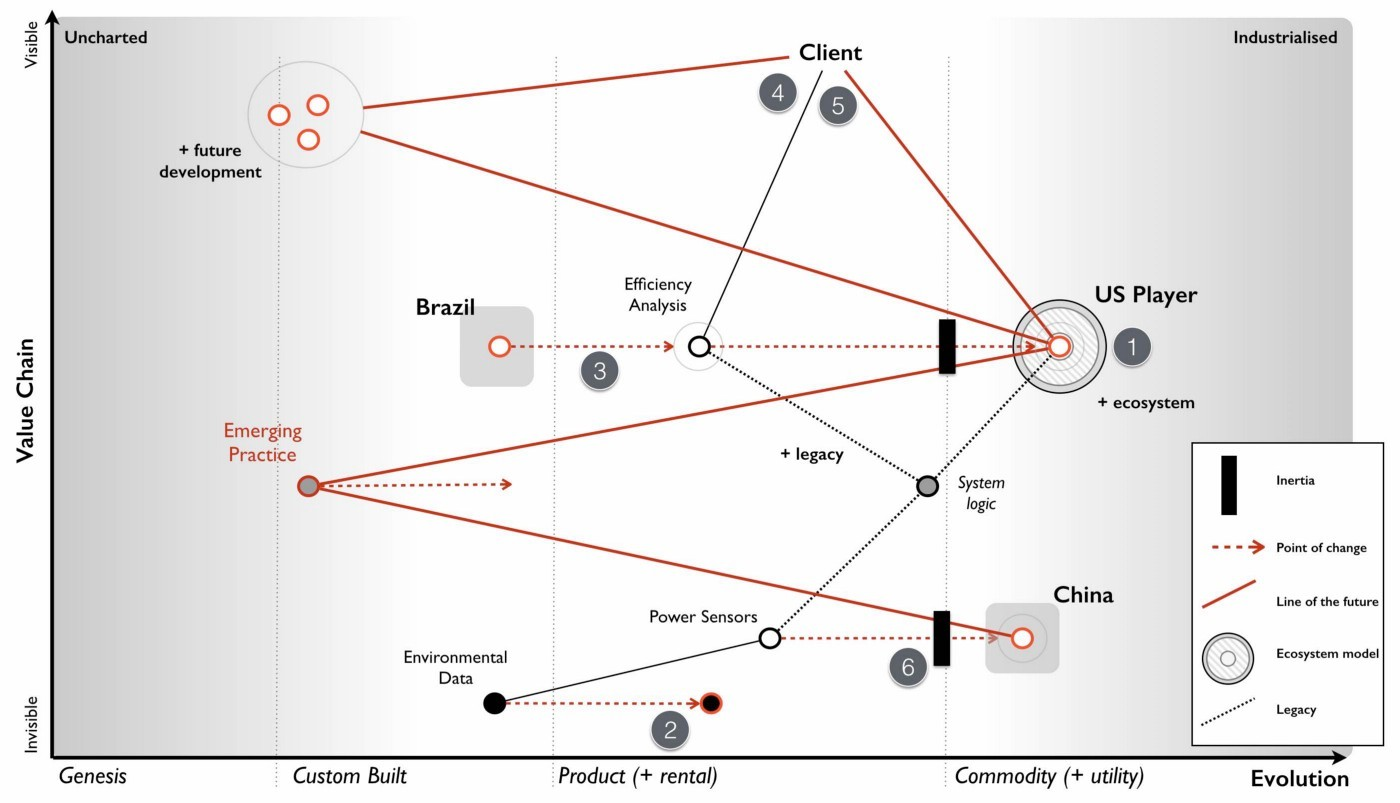 Visible
Uncharted
Client
Industrialised
4
5
+ future
development
Efficiency
Analysis
Brazil
US Player
1
3
+ ecosystem
Value Chain
Emerging
Practice
+ legacy
System
logic
Inertia
Point of change
Line of the future
Ecosystem model
Legacy
China
Power Sensors
6
Environmental
Data
2
Invisible
Genesis
Custom Built
Product (+ rental)
Commodity (+ utility)
Evolution